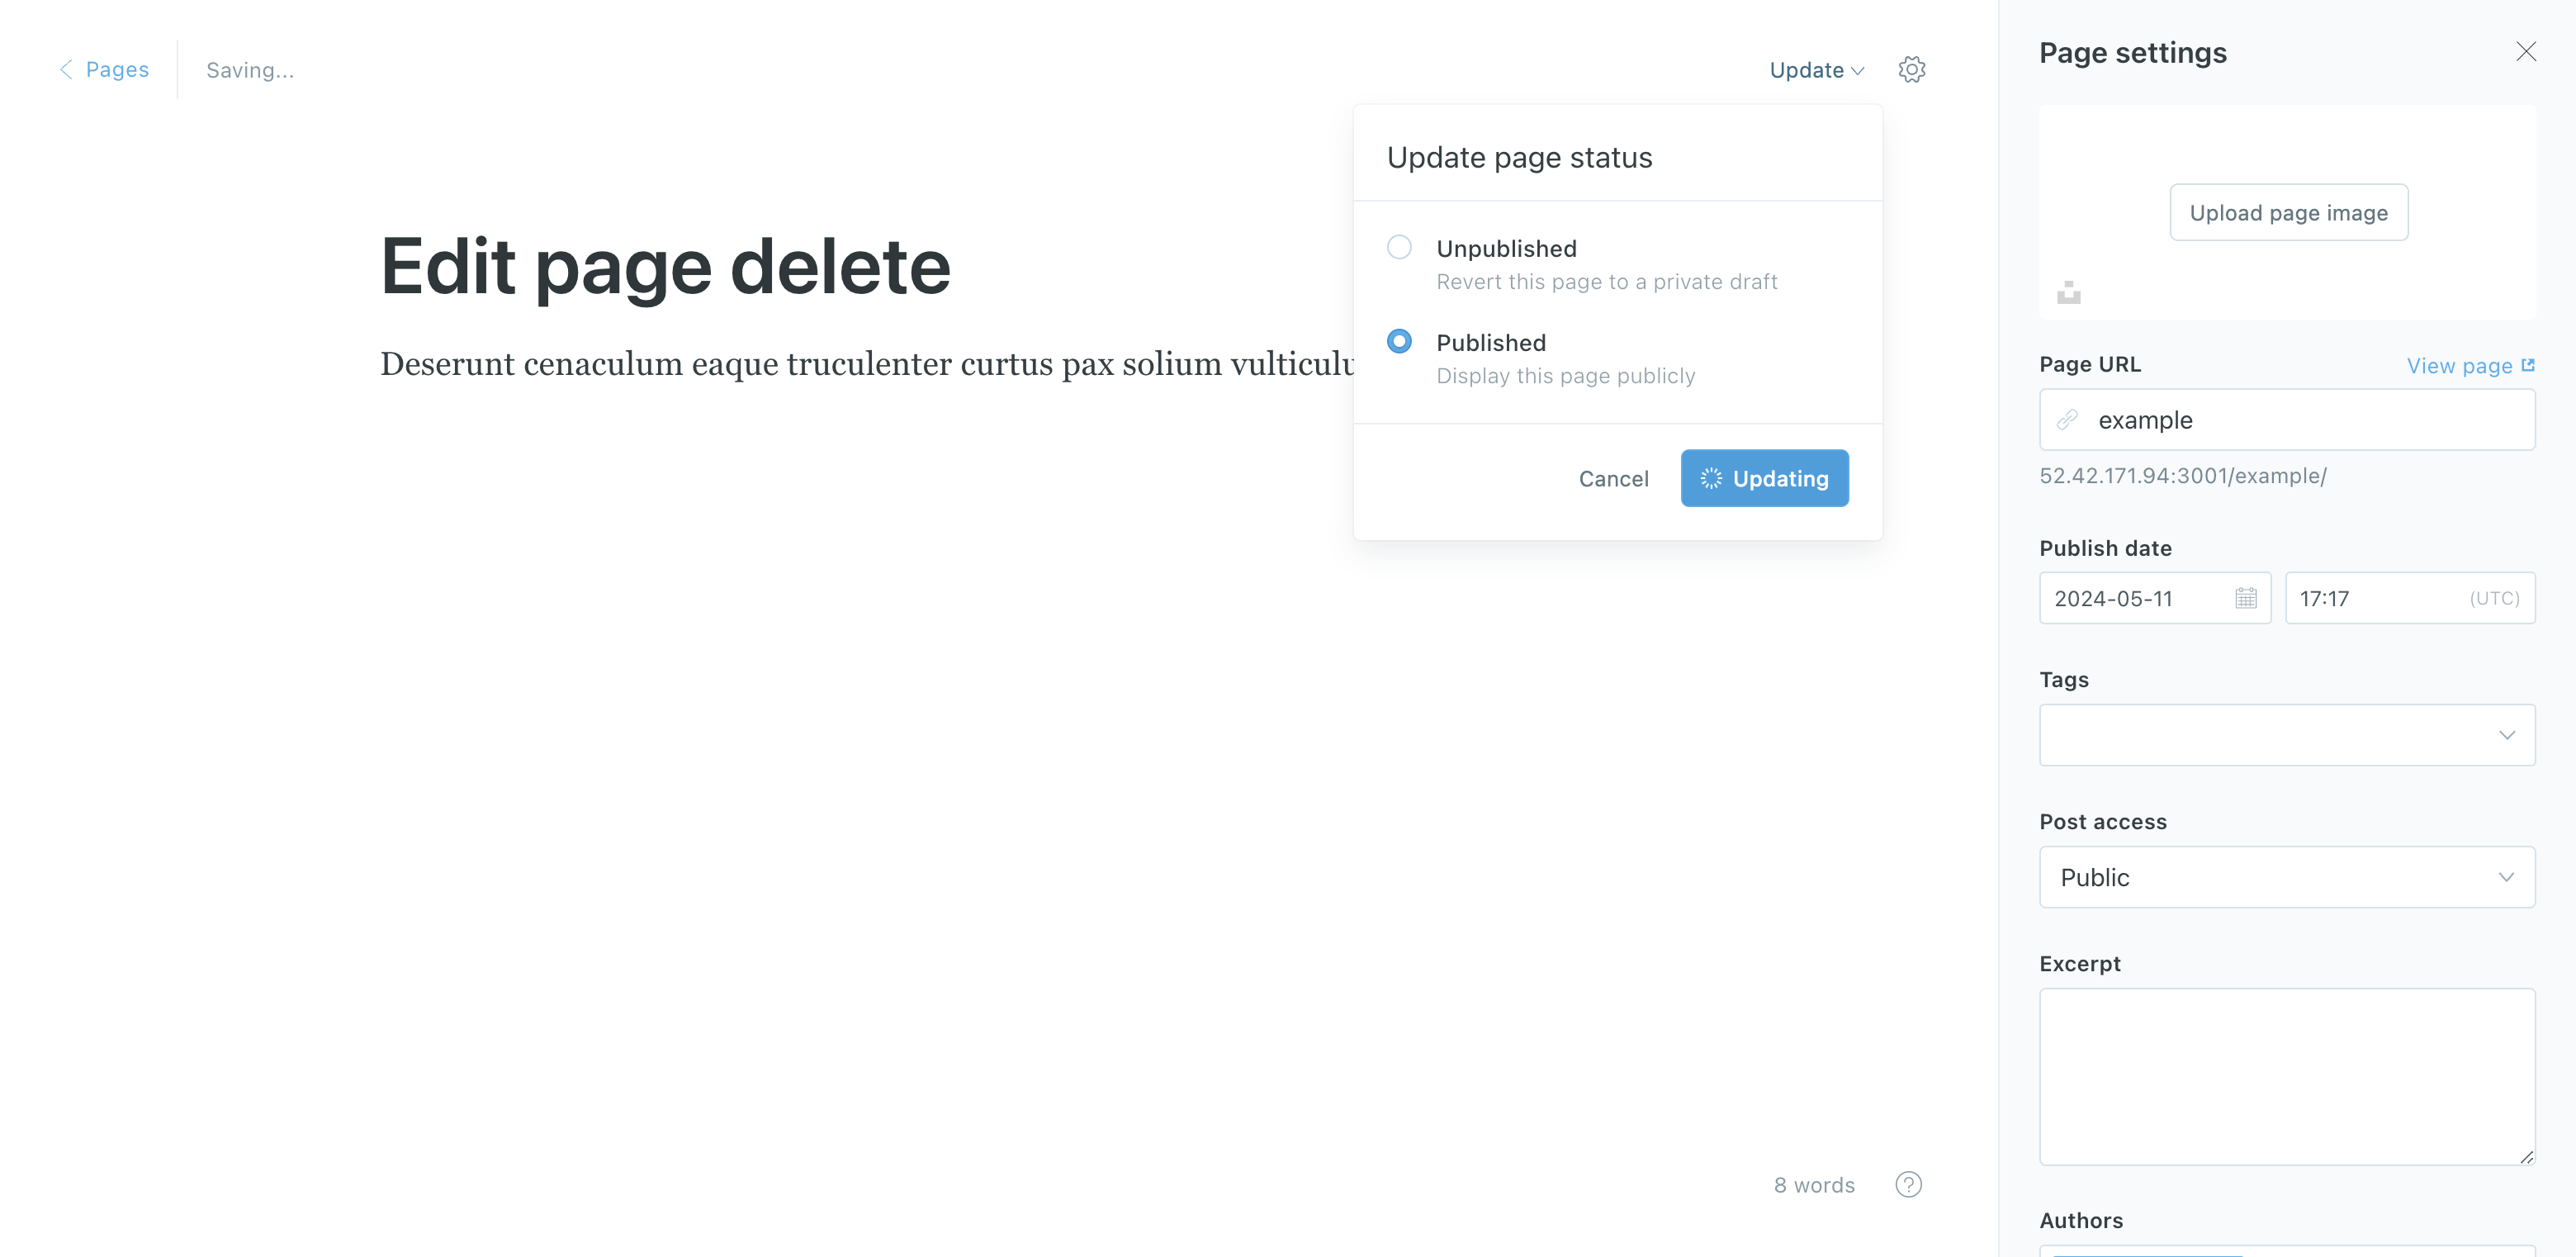 Pages
Saving...
Update
Update page status
Unpublished
Revert this page to a private draft
Published
Display this page publicly
Cancel
Updating
Edit page delete
Deserunt cenaculum eaque truculenter curtus pax solium
8 words
Page settings
Upload page image
Page URL
View page
example
52.42.171.94:3001/example/
Publish date
2024-05-11
17:17
(UTC)
Tags
Post access
Public
Excerpt
Authors